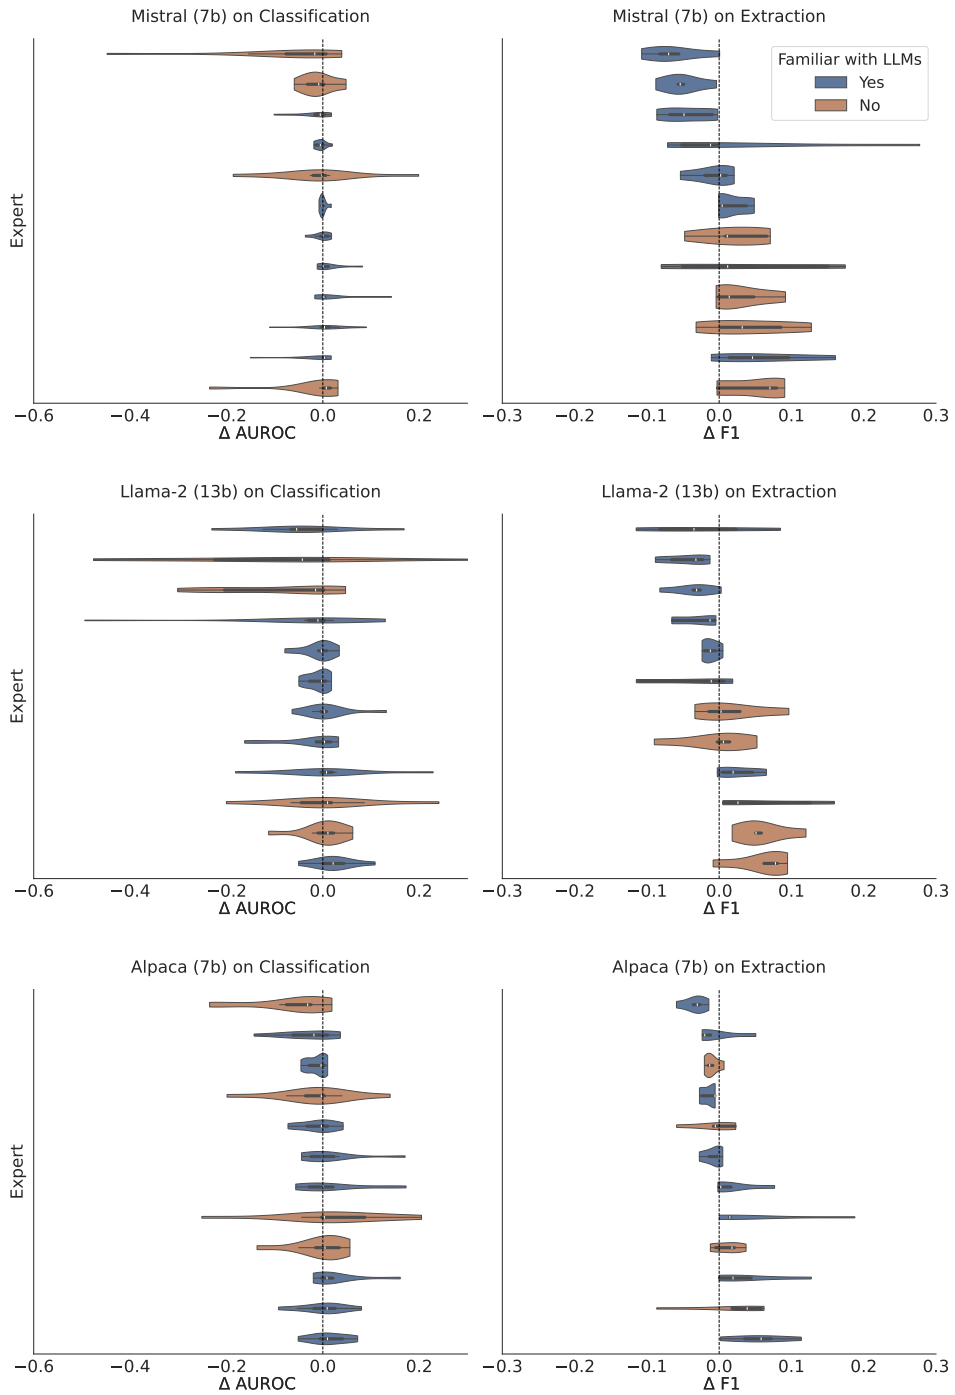 Mistral (7b) on Classification
Mistral (7b) on Extraction
Familiar with LLMs
Yes
No
Expert
−0.6 −0.4 −0.2 0.0 0.2
−0.3 −0.2 −0.1 0.0 0.1 0.2 0.3
Δ AUROC
Δ F1
Llama-2 (13b) on Classification
Llama-2 (13b) on Extraction
Expert
−0.6 −0.4 −0.2 0.0 0.2
−0.3 −0.2 −0.1 0.0 0.1 0.2 0.3
Δ AUROC
Δ F1
Alpaca (7b) on Classification
Alpaca (7b) on Extraction
Expert
−0.6 −0.4 −0.2 0.0 0.2
−0.3 −0.2 −0.1 0.0 0.1 0.2 0.3
Δ AUROC
Δ F1